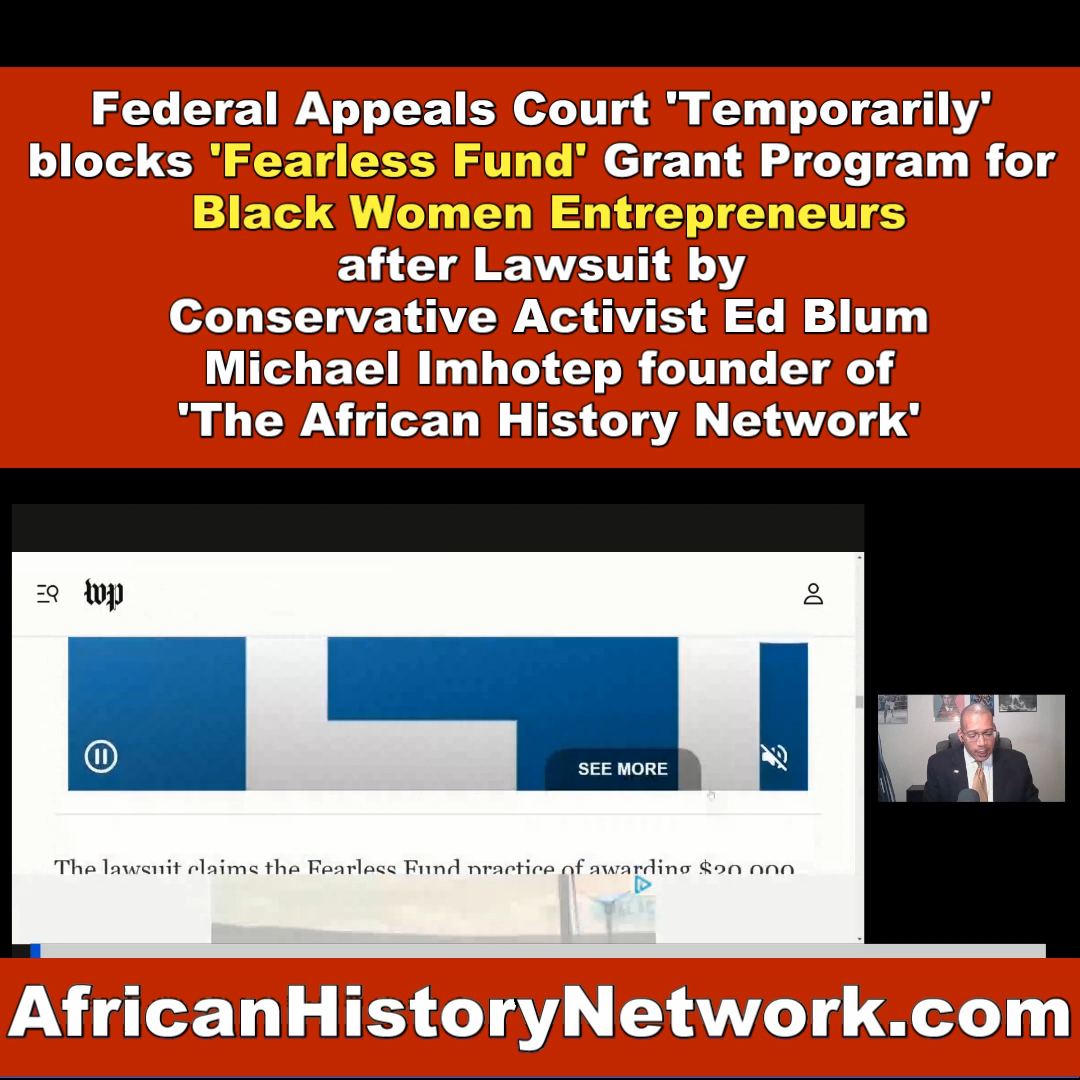 Federal Appeals Court 'Temporarily'
blocks 'Fearless Fund' Grant Program for
Black Women Entrepreneurs
after Lawsuit by
Conservative Activist Ed Blum
Michael Imhotep founder of
'The African History Network'
wp
SEE MORE
The lawsuit claims the Fearless Fund practice of awarding $20,000
AfricanHistoryNetwork.com